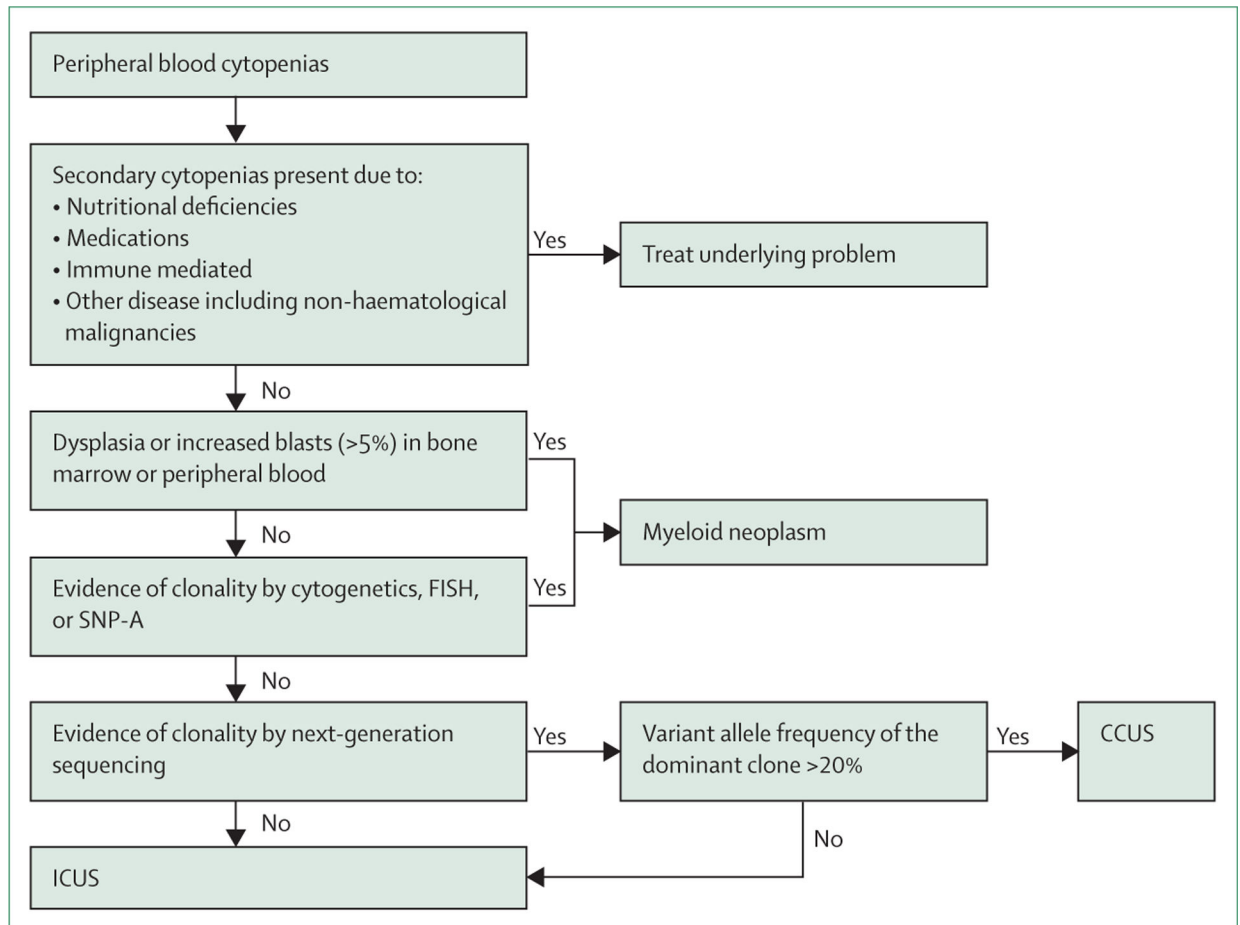 Peripheral blood cytopenias
Secondary cytopenias present due to:
• Nutritional deficiencies
• Medications
• Immune mediated
• Other disease including non-haematological
malignancies
Yes
Treat underlying problem
No
Dysplasia or increased blasts (>5%) in bone
marrow or peripheral blood
Yes
Myeloid neoplasm
No
Evidence of clonality by cytogenetics, FISH,
or SNP-A
Yes
No
Evidence of clonality by next-generation
sequencing
Yes
Variant allele frequency of the
dominant clone >20%
Yes
CCUS
No
No
ICUS